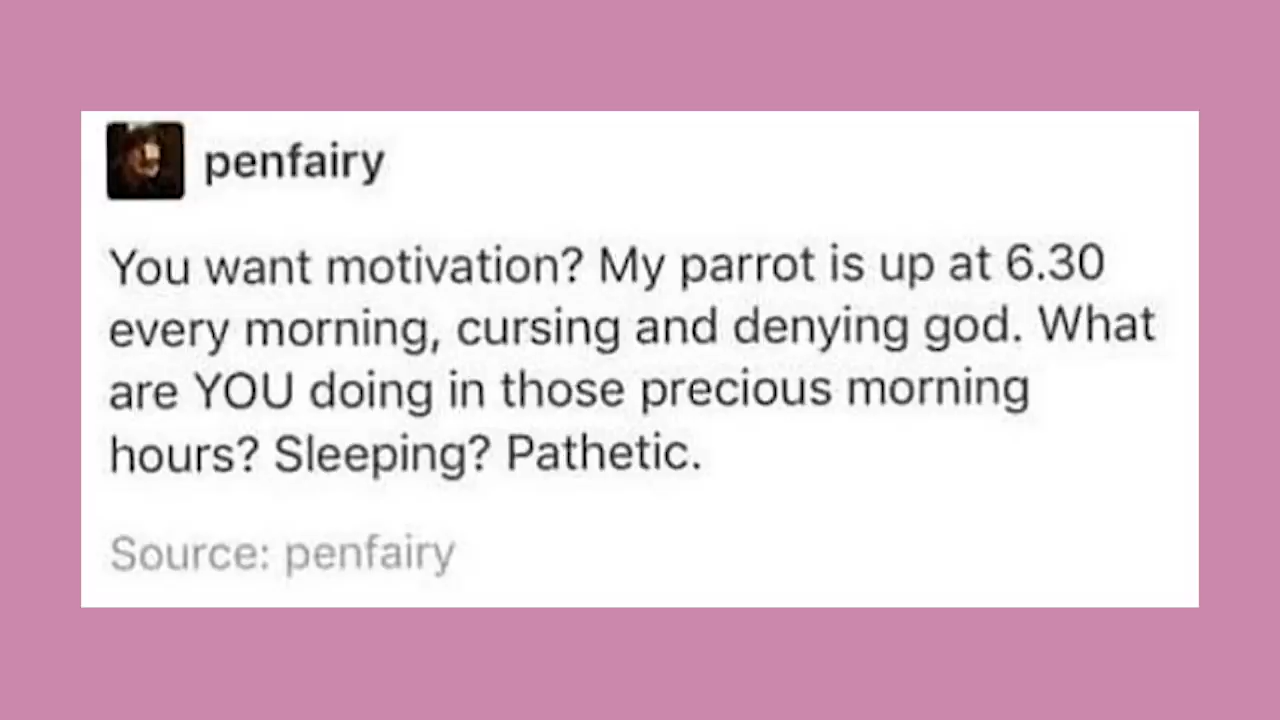 penfairy
You want motivation? My parrot is up at 6.30
every morning, cursing and denying god. What
are YOU doing in those precious morning
hours? Sleeping? Pathetic.
Source: penfairy